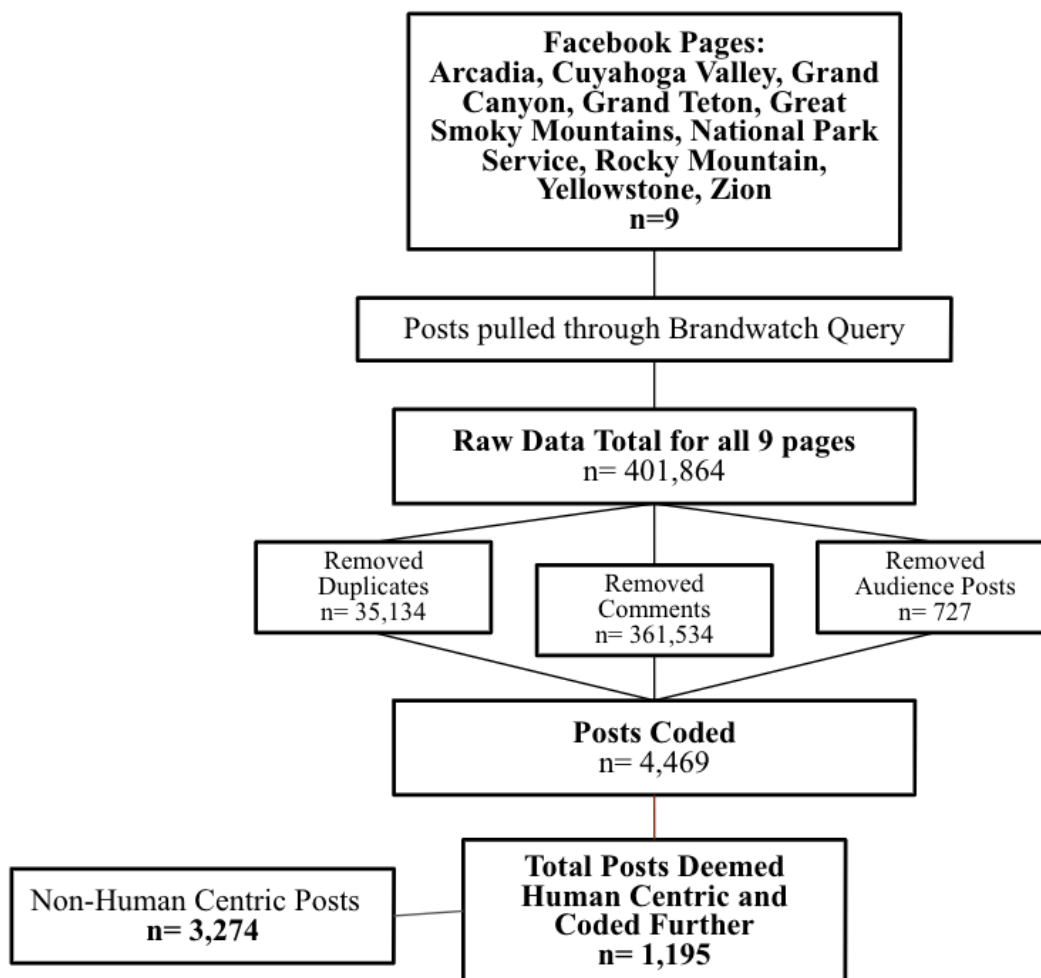 Facebook Pages:
Arcadia, Cuyahoga Valley, Grand
Canyon, Grand Teton, Great
Smoky Mountains, National Park
Service, Rocky Mountain,
Yellowstone, Zion
n=9
Posts pulled through Brandwatch Query
Raw Data Total for all 9 pages
n= 401,864
Removed
Duplicates
n= 35,134
Removed
Comments
n= 361,534
Removed
Audience Posts
n= 727
Posts Coded
n= 4,469
Non-Human Centric Posts
n= 3,274
Total Posts Deemed
Human Centric and
Coded Further
n= 1,195